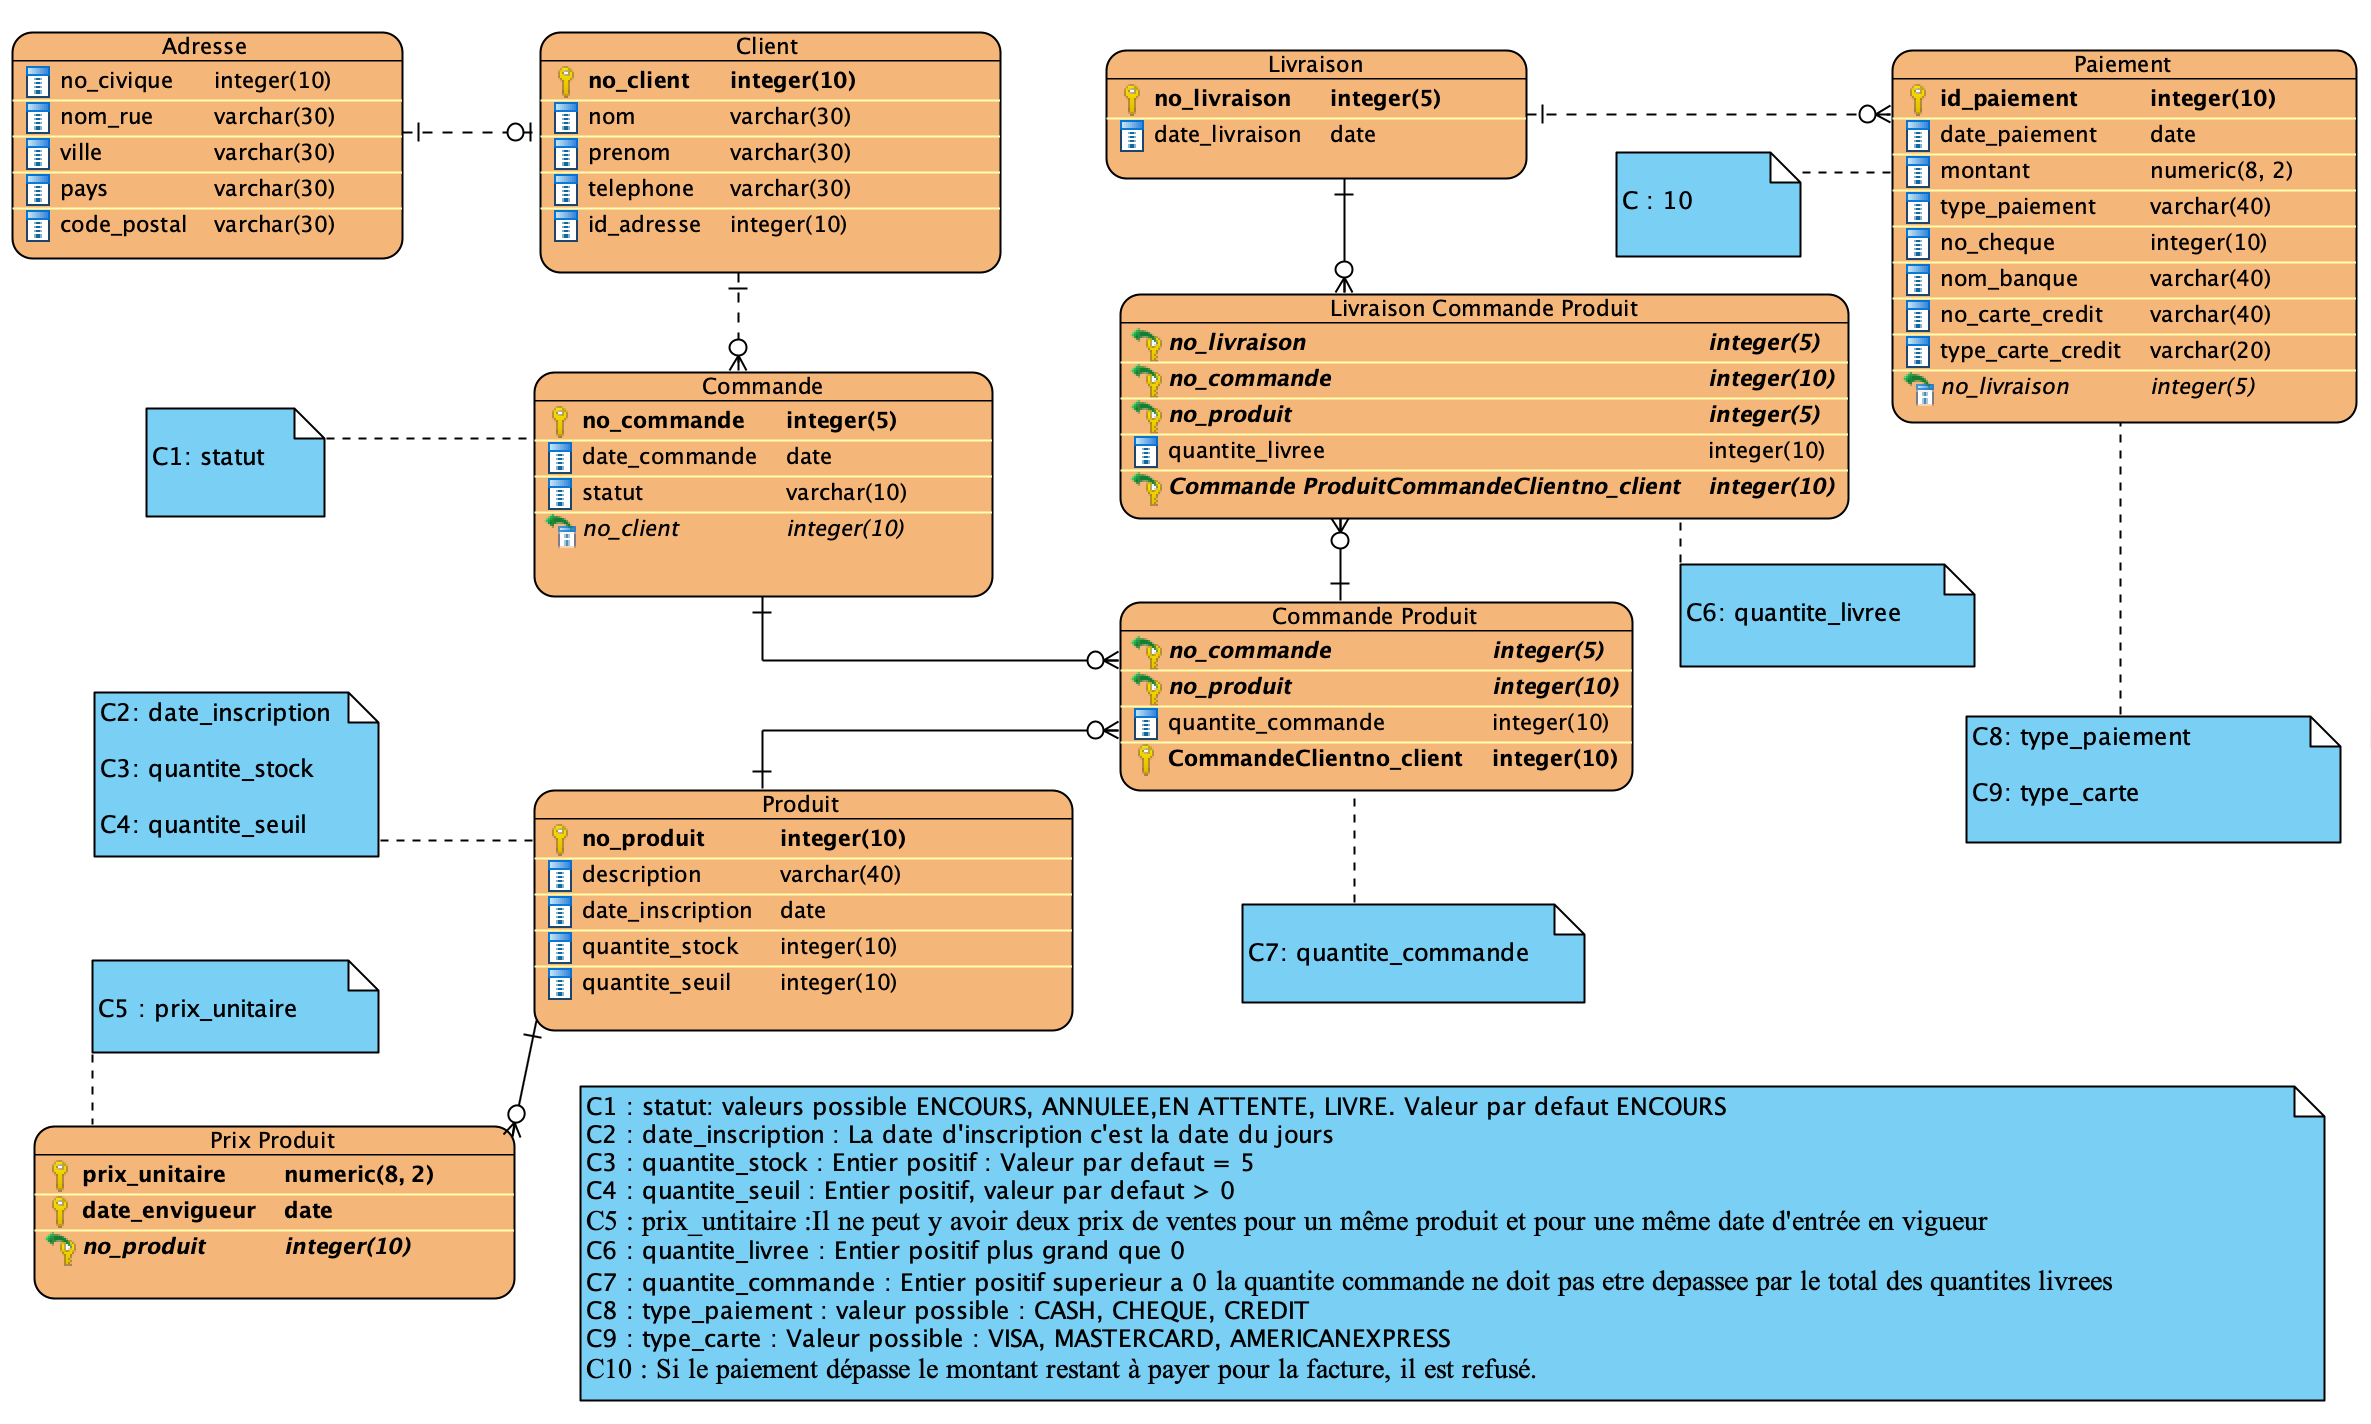 Adresse
no_civique integer(10)
nom_rue varchar(30)
ville varchar(30)
pays varchar(30)
code_postal varchar(30)
Client
no_client integer(10)
nom varchar(30)
prenom varchar(30)
telephone varchar(30)
id_adresse integer(10)
Livraison
no_livraison integer(5)
date_livraison date
Paiement
id_paiement integer(10)
date_paiement date
montant numeric(8, 2)
type_paiement varchar(40)
no_cheque integer(10)
nom_banque varchar(40)
no_carte_credit varchar(40)
type_carte_credit varchar(20)
no_livraison integer(5)
C : 10
Livraison Commande Produit
no_livraison integer(5)
no_commande integer(10)
no_produit integer(5)
quantite_livree integer(10)
Commande ProduitCommandeClientno_client integer(10)
Commande
no_commande integer(5)
date_commande date
statut varchar(10)
no_client integer(10)
C1: statut
C6: quantite_livree
Commande Produit
no_commande integer(5)
no_produit integer(10)
quantite_commande integer(10)
CommandeClientno_client integer(10)
C2: date_inscription
C3: quantite_stock
C4: quantite_seuil
C8: type_paiement
C9: type_carte
Produit
no_produit integer(10)
description varchar(40)
date_inscription date
quantite_stock integer(10)
quantite_seuil integer(10)
C7: quantite_commande
C5 : prix_unitaire
Prix Produit
prix_unitaire numeric(8, 2)
date_envigueur date
no_produit integer(10)
C1 : statut: valeurs possible ENCOURS, ANNULEE,EN ATTENTE, LIVRE. Valeur par defaut ENCOURS
C2 : date_inscription : La date d'inscription c'est la date du jours
C3 : quantite_stock : Entier positif : Valeur par defaut = 5
C4 : quantite_seuil : Entier positif, valeur par defaut > 0
C5 : prix_untitaire :Il ne peut y avoir deux prix de ventes pour un même produit et pour une même date d'entrée en vigueur
C6 : quantite_livree : Entier positif plus grand que 0
C7 : quantite_commande : Entier positif superieur a 0 la quantite commande ne doit pas etre depassee par le total des quantites livrees
C8 : type_paiement : valeur possible : CASH, CHEQUE, CREDIT
C9 : type_carte : Valeur possible : VISA, MASTERCARD, AMERICANEXPRESS
C10 : Si le paiement dépasse le montant restant à payer pour la facture, il est refusé.